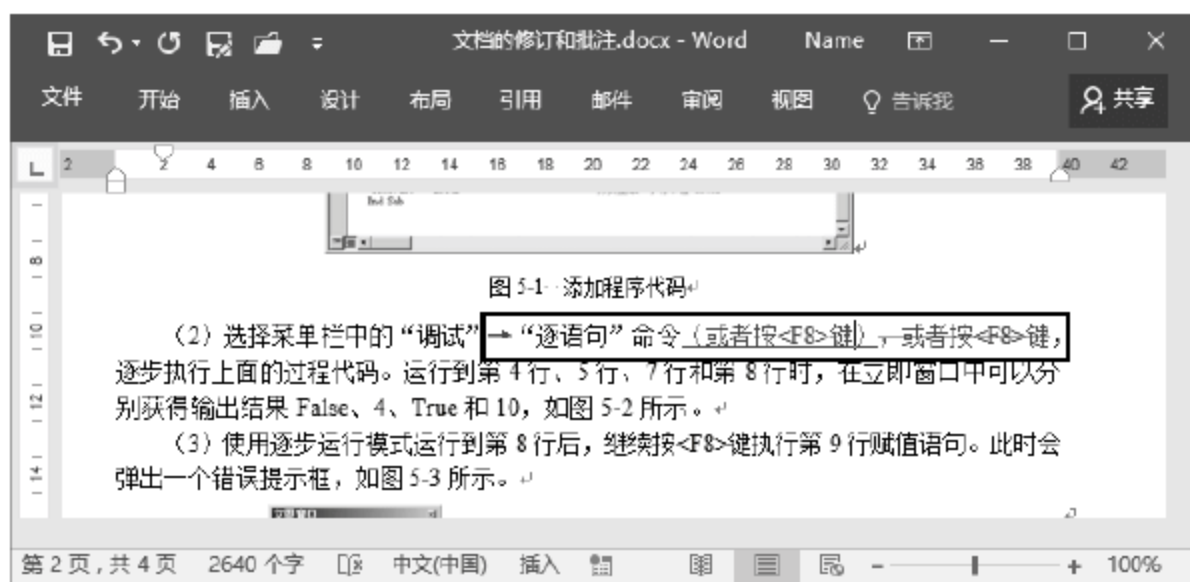 文档的修订和批注.docx - Word Name
文件 开始 插入 设计 布局 引用 邮件 审阅 视图 告诉我 共享
2 2 4 6 8 10 12 14 16 18 20 22 24 26 28 30 32 34 36 38 40 42
End Sub
图 5-1 添加程序代码
(2) 选择菜单栏中的“调试”→“逐语句”命令(或者按<F8>键),或者按<F8>键,
逐步执行上面的过程代码。运行到第 4 行、5 行、7 行和第 8 行时,在立即窗口中可以分
别获得输出结果 False、4、True 和 10,如图 5-2 所示。
(3) 使用逐步运行模式运行到第 8 行后,继续按<F8>键执行第 9 行赋值语句。此时会
弹出一个错误提示框,如图 5-3 所示。
立即窗口
8
10
12
14
第 2 页,共 4 页 2640 个字 中文(中国) 插入 100%